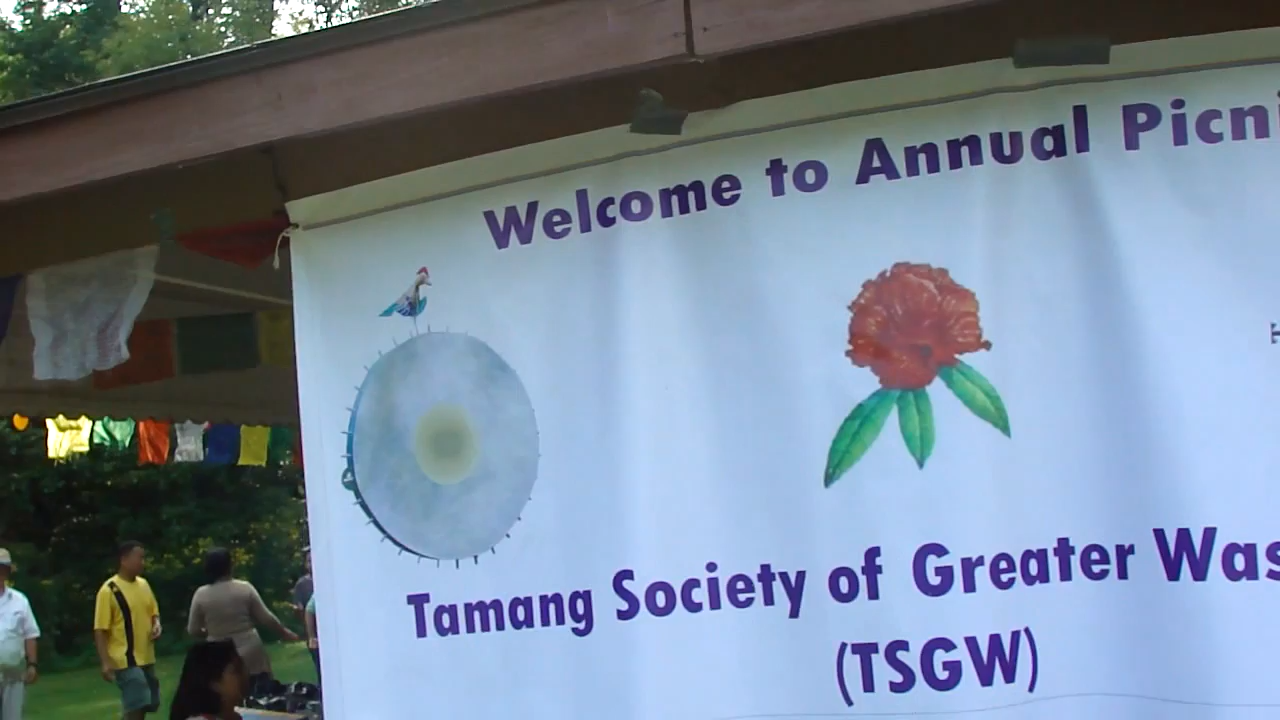 Welcome to Annual Picni
Tamang Society of Greater Was
(TSGW)